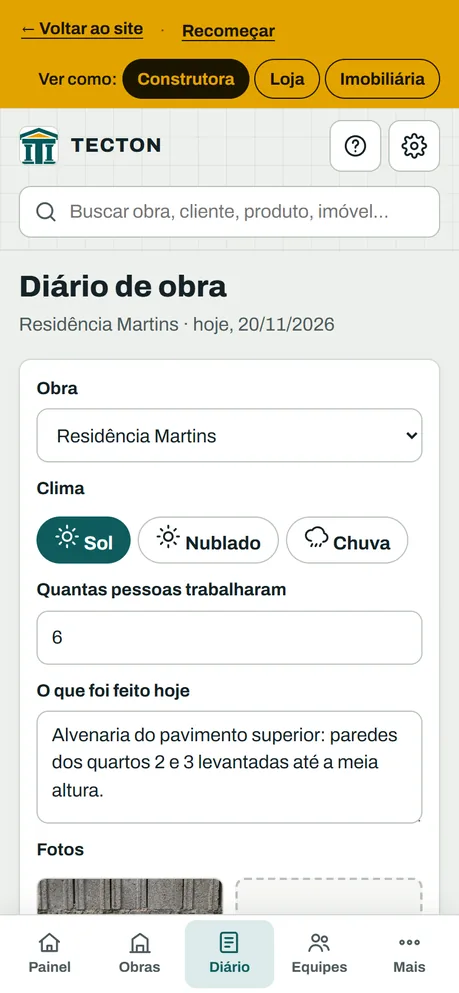 ← Voltar ao site · Recomeçar
Ver como: Construtora Loja Imobiliária
TECTON
Buscar obra, cliente, produto, imóvel...
Diário de obra
Residência Martins · hoje, 20/11/2026
Obra
Residência Martins
Clima
Sol Nublado Chuva
Quantas pessoas trabalharam
6
O que foi feito hoje
Alvenaria do pavimento superior: paredes
dos quartos 2 e 3 levantadas até a meia
altura.
Fotos
Painel Obras Diário Equipes Mais